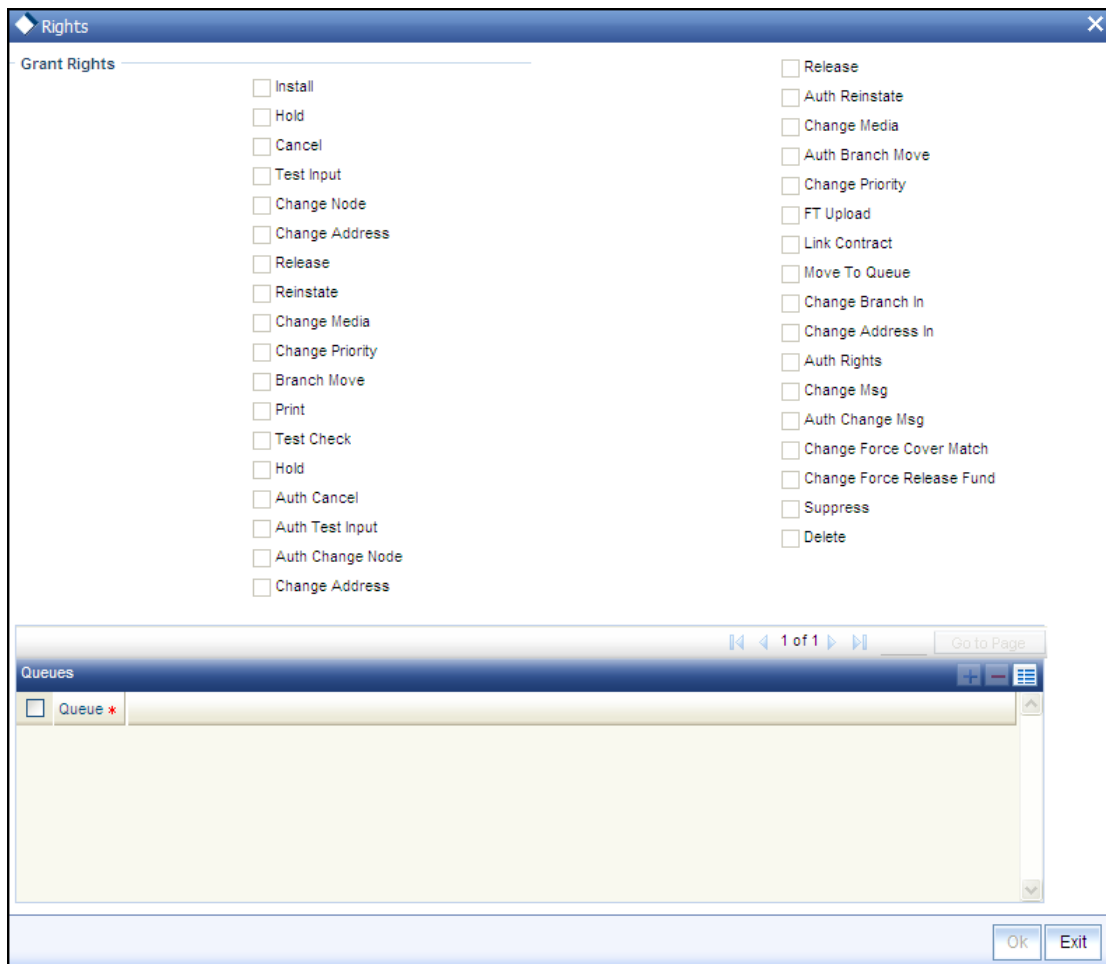 Rights
Grant Rights
Install
Hold
Cancel
Test Input
Change Node
Change Address
Release
Reinstate
Change Media
Change Priority
Branch Move
Print
Test Check
Hold
Auth Cancel
Auth Test Input
Auth Change Node
Change Address
Release
Auth Reinstate
Change Media
Auth Branch Move
Change Priority
FT Upload
Link Contract
Move To Queue
Change Branch In
Change Address In
Auth Rights
Change Msg
Auth Change Msg
Change Force Cover Match
Change Force Release Fund
Suppress
Delete
1 of 1 Go to Page
Queues
Queue *
Ok Exit